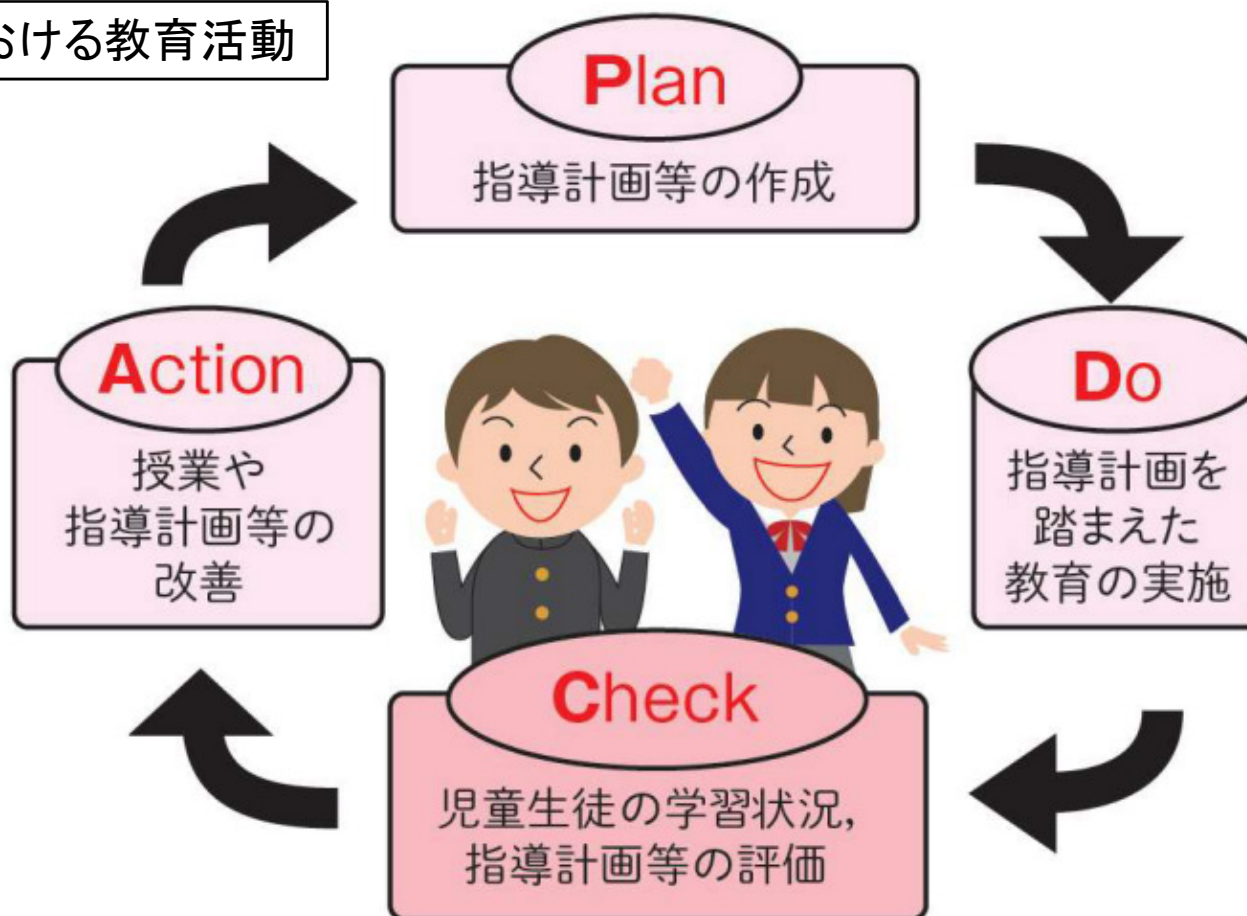 おける教育活動
Plan
指導計画等の作成
Do
指導計画を
踏まえた
教育の実施
Check
児童生徒の学習状況,
指導計画等の評価
Action
授業や
指導計画等の
改善